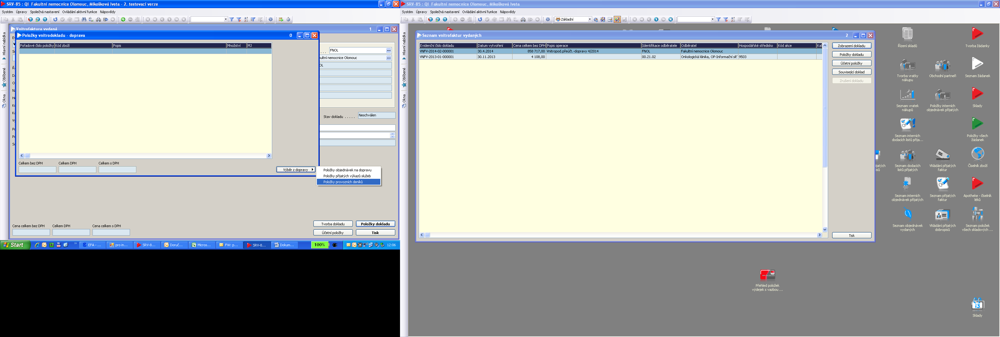 SRV-85 : QI Fakultní nemocnice Olomouc, Mikošková Iveta - 2. testovací verze
Systém Úpravy Společná nastavení Ovládání aktivní funkce Nápovědy
Hlavní nabídka
Oblíbené
Okna
Vnitrofaktura vydaná 1
Položky vnitrodokladu - doprava 0
Pořadové číslo položky Kód zboží Popis Množství MJ
FNOL
kultní nemocnice Olomouc
OL
Stav dokladu . . . . . Neschválen
Celkem bez DPH Celkem DPH Celkem s DPH
Výběr z dopravy
Položky objednávek na dopravu
Položky přijatých výkazů služeb
Položky provozních deníků
Cena celkem bez DPH Celkem DPH Cena celkem s DPH
Tvorba dokladu Položky dokladu
Účetní položky Tisk
Start EFA - ... pro in... SRV-8... Doruč... Micros... FW: p... SRV-8... Dokum... 100% 12:06
SRV-85 : QI Fakultní nemocnice Olomouc, Mikošková Iveta
Systém Úpravy Společná nastavení Ovládání aktivní funkce Nápovědy
Základní
Hlavní nabídka
Oblíbené
Okna
Seznam vnitrofaktur vydaných 2
Evidenční číslo dokladu Datum vytvoření Cena celkem bez DPH Popis operace Identifikace odběratele Odběratel Hospodářské středisko Kód akce Kal
VNFV-2014-02-000001 30.4.2014 858 717,00 Vnitropod.přeúčt.-dopravy 4/2014 FNOL Fakultní nemocnice Olomouc
VNFV-2013-01-000001 30.11.2013 4 108,00 00.21.02 Onkologická klinika, OP-Informační síť 9503
Zobrazení dokladu
Položky dokladu
Účetní položky
Související doklad
Zrušení dokladu
Tisk
Řízení skladů
Tvorba žádanky
Tvorba vratky nákupu
Obchodní partneři
Seznam žádanek
Seznam vratek nákupů
Položky interních objednávek přijatých
Sklady
Seznam interních dodacích listů přija...
Položky všech žádanek
Seznam dodacích listů přijatých
Vkládání přijatých faktur
Číselník zboží
Seznam interních objednávek přijatých
Seznam přijatých faktur
Apotheke - číselník léků
Seznam objednávek vydaných
Vkládání přijatých dobropisů
Seznam položek všech skladových ...
Přehled položek výdejek s vazbou ...
13
Sklady